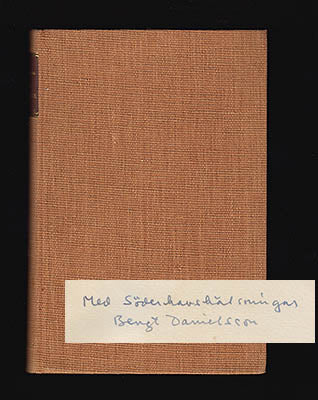 Med Söderhavshälsningar
Bengt Danielsson